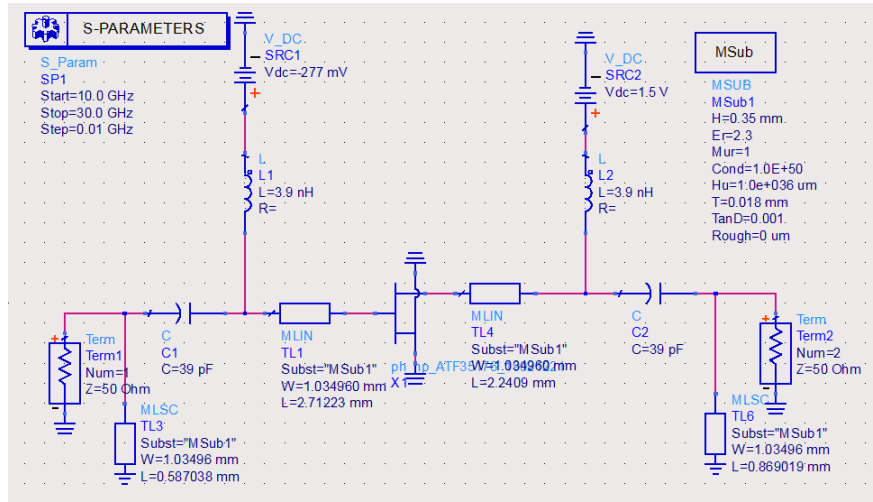 S-PARAMETERS
S_Param
SP1
Start=10.0 GHz
Stop=30.0 GHz
Step=0.01 GHz
V_DC
SRC1
Vdc=-277 mV
V_DC
SRC2
Vdc=1.5 V
MSub
MSUB
MSub1
H=0.35 mm
Er=2.3
Mur=1
Cond=1.0E+50
Hu=1.0e+036 um
T=0.018 mm
TanD=0.001
Rough=0 um
L
L1
L=3.9 nH
R=
L
L2
L=3.9 nH
R=
Term
Term1
Num=1
Z=50 Ohm
C
C1
C=39 pF
MLIN
TL1
Subst="MSub1"
W=1.034960 mm
L=2.71223 mm
X1
MLIN
TL4
Subst="MSub1"
W=1.034960 mm
L=2.2409 mm
C
C2
C=39 pF
Term
Term2
Num=2
Z=50 Ohm
MLSC
TL3
Subst="MSub1"
W=1.03496 mm
L=0.587038 mm
MLSC
TL6
Subst="MSub1"
W=1.03496 mm
L=0.869019 mm